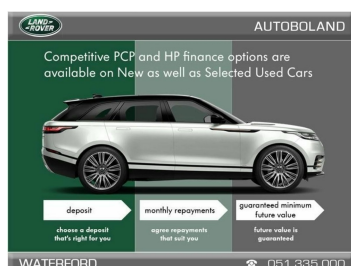 LAND-
-ROVER
AUTOBOLAND
Competitive PCP and HP finance options are
available on New as well as Selected Used Cars
deposit
monthly repayments
guaranteed minimum
future value
choose a deposit
that's right for you
agree repayments
that suit you
future value is
guaranteed
WATERFORD
☎ 051 335 000